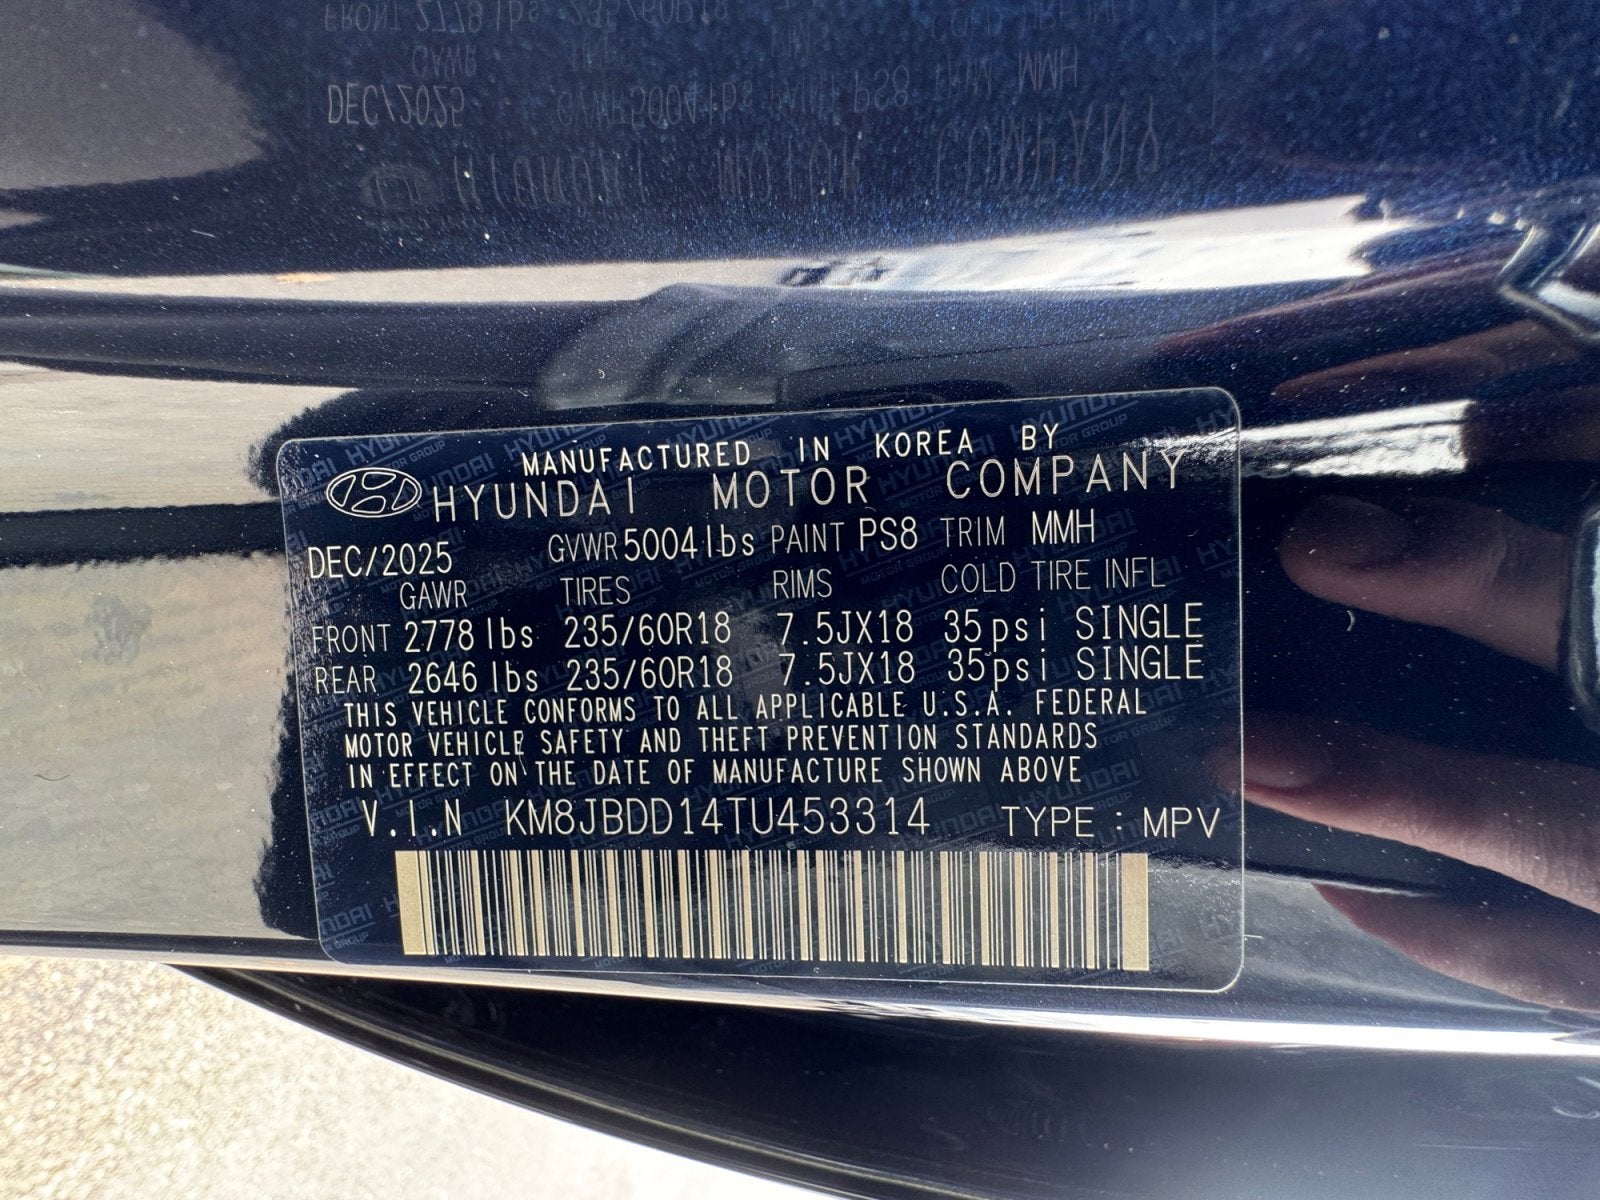 MANUFACTURED IN KOREA BY
HYUNDAI MOTOR COMPANY
DEC/2025 GVWR 5004 lbs PAINT PS8 TRIM MMH
GAWR TIRES RIMS COLD TIRE INFL
FRONT 2778 lbs 235/60R18 7.5JX18 35psi SINGLE
REAR 2646 lbs 235/60R18 7.5JX18 35psi SINGLE
THIS VEHICLE CONFORMS TO ALL APPLICABLE U.S.A. FEDERAL
MOTOR VEHICLE SAFETY AND THEFT PREVENTION STANDARDS
IN EFFECT ON THE DATE OF MANUFACTURE SHOWN ABOVE
V.I.N KM8JBDD14TU453314 TYPE : MPV